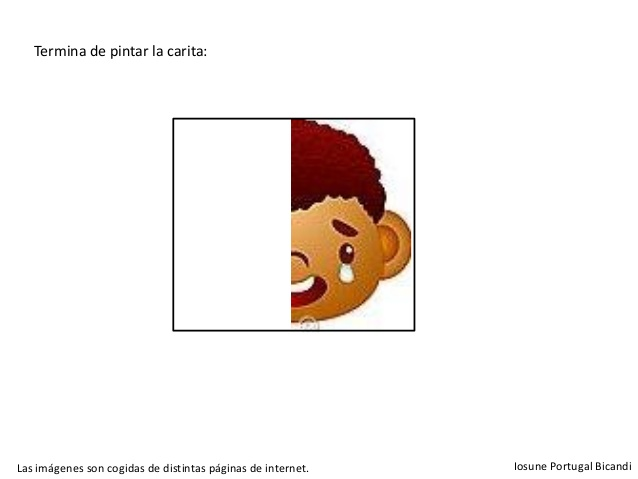 Termina de pintar la carita:
Las imágenes son cogidas de distintas páginas de internet.
Iosune Portugal Bicandi